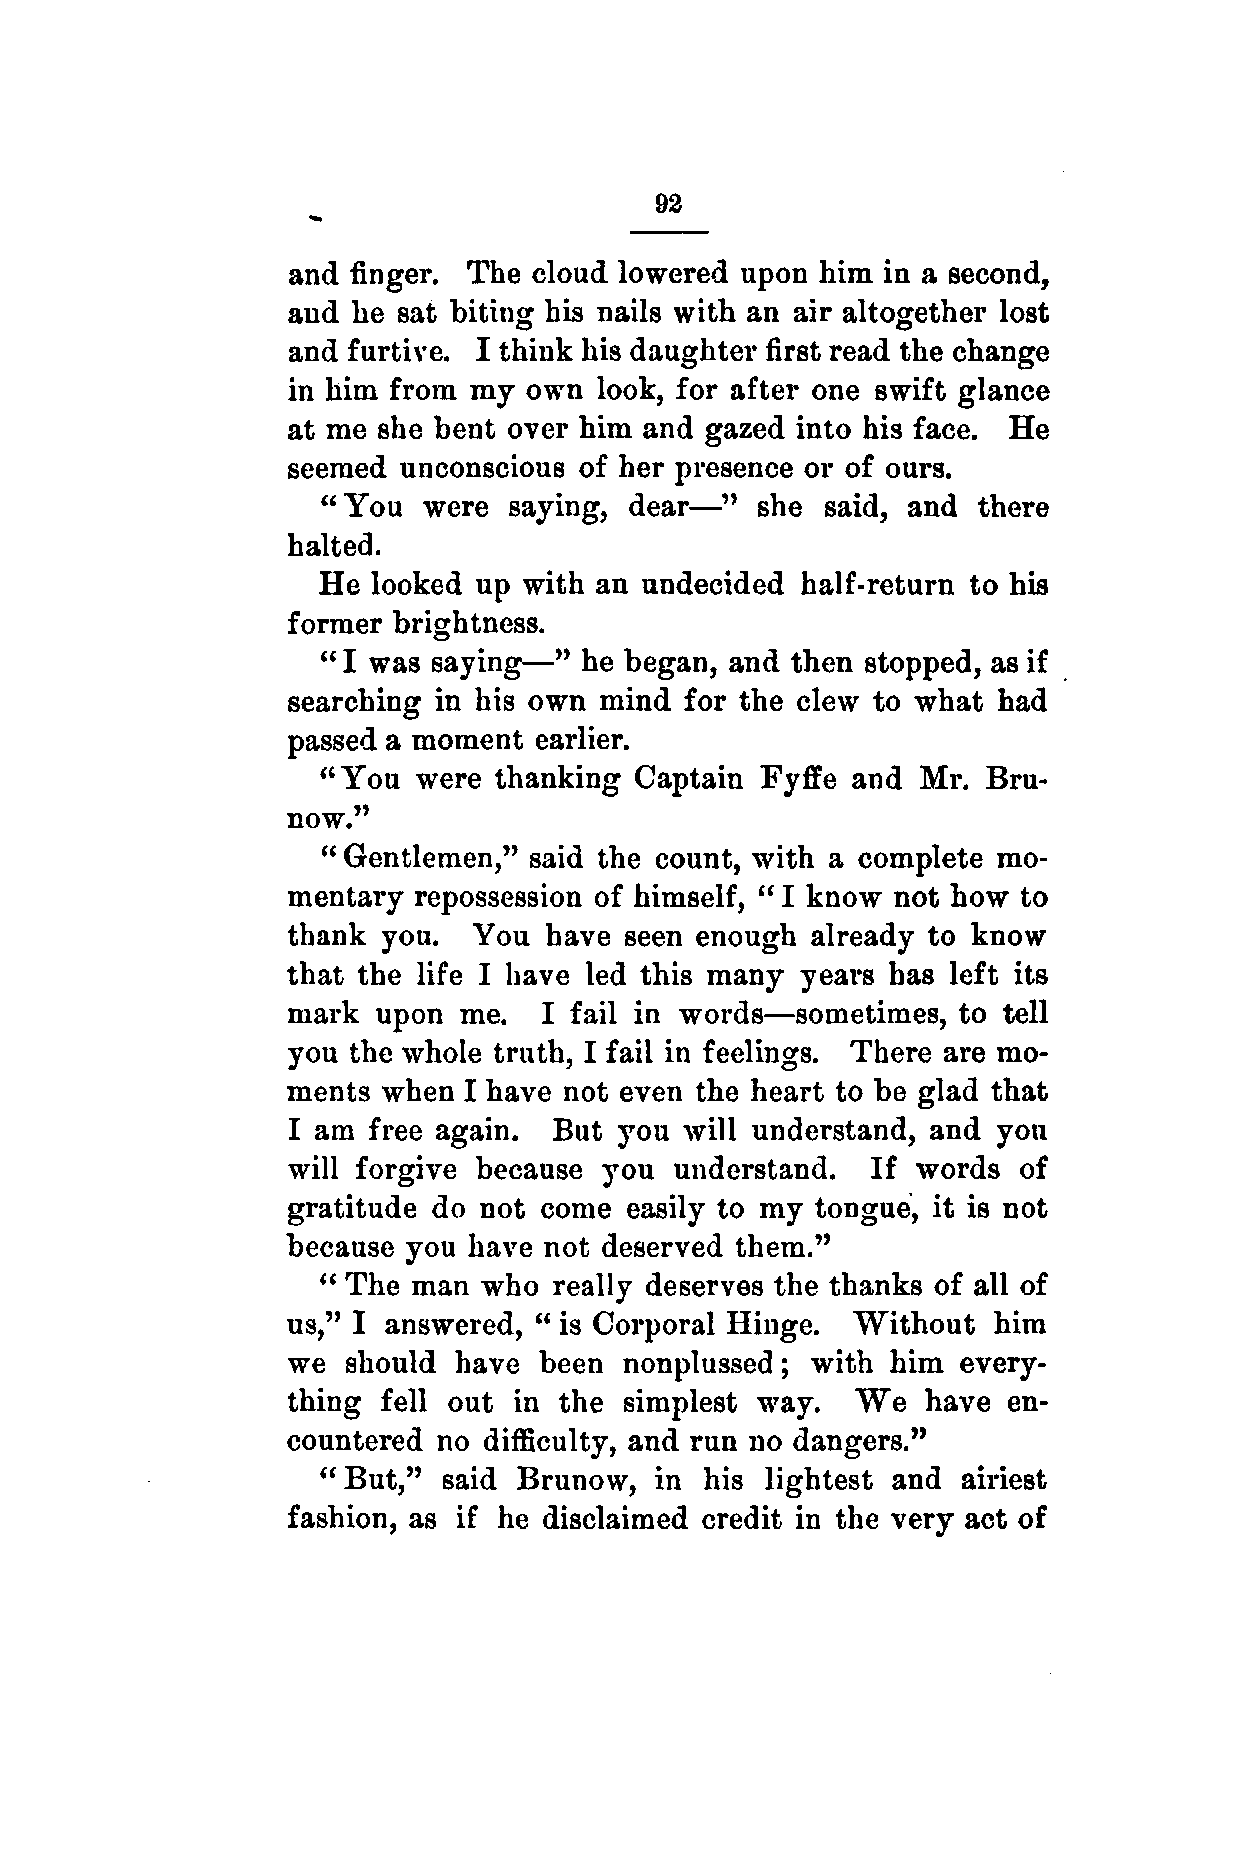 92
and finger. The cloud lowered upon him in a second,
and he sat biting his nails with an air altogether lost
and furtive. I think his daughter first read the change
in him from my own look, for after one swift glance
at me she bent over him and gazed into his face. He
seemed unconscious of her presence or of ours.
"You were saying, dear—" she said, and there
halted.
He looked up with an undecided half-return to his
former brightness.
"I was saying—" he began, and then stopped, as if
searching in his own mind for the clew to what had
passed a moment earlier.
"You were thanking Captain Fyffe and Mr. Bru-
now."
"Gentlemen," said the count, with a complete mo-
mentary repossession of himself, "I know not how to
thank you. You have seen enough already to know
that the life I have led this many years has left its
mark upon me. I fail in words—sometimes, to tell
you the whole truth, I fail in feelings. There are mo-
ments when I have not even the heart to be glad that
I am free again. But you will understand, and you
will forgive because you understand. If words of
gratitude do not come easily to my tongue, it is not
because you have not deserved them."
"The man who really deserves the thanks of all of
us," I answered, "is Corporal Hinge. Without him
we should have been nonplussed; with him every-
thing fell out in the simplest way. We have en-
countered no difficulty, and run no dangers."
"But," said Brunow, in his lightest and airiest
fashion, as if he disclaimed credit in the very act of